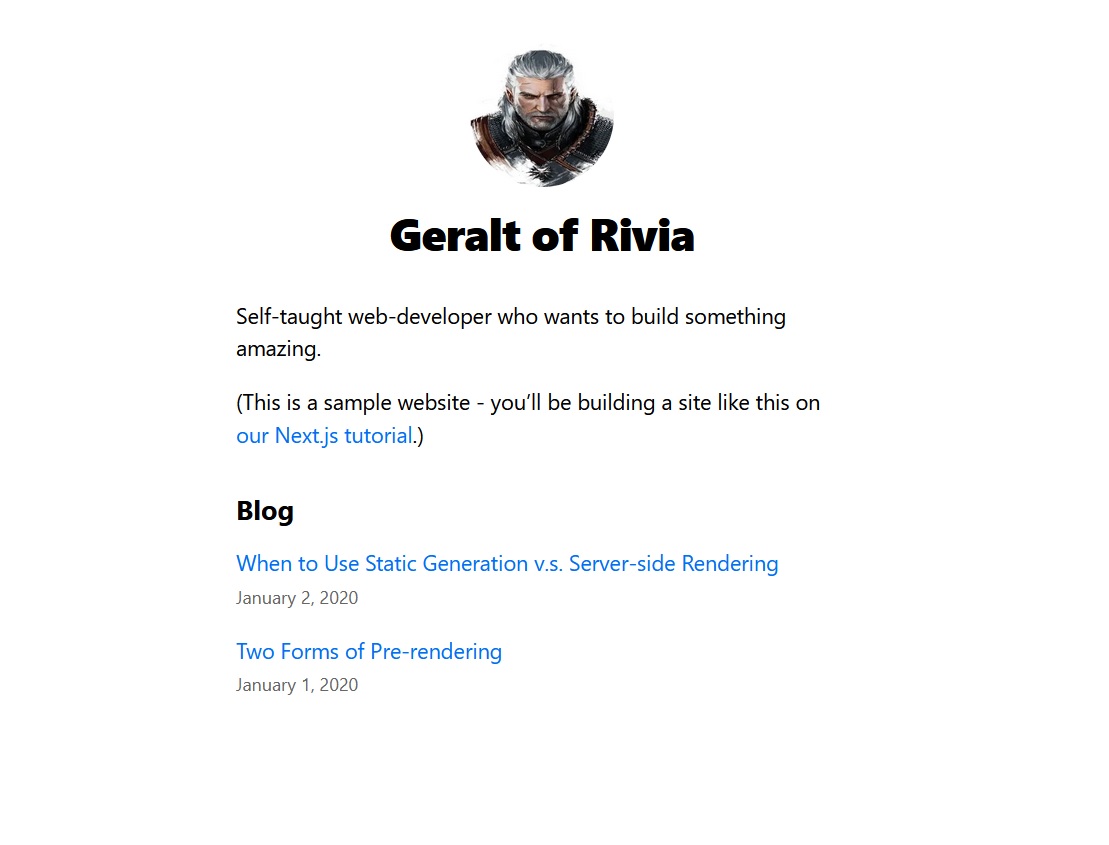 Geralt of Rivia
Self-taught web-developer who wants to build something
amazing.
(This is a sample website - you’ll be building a site like this on
our Next.js tutorial.)
Blog
When to Use Static Generation v.s. Server-side Rendering
January 2, 2020
Two Forms of Pre-rendering
January 1, 2020